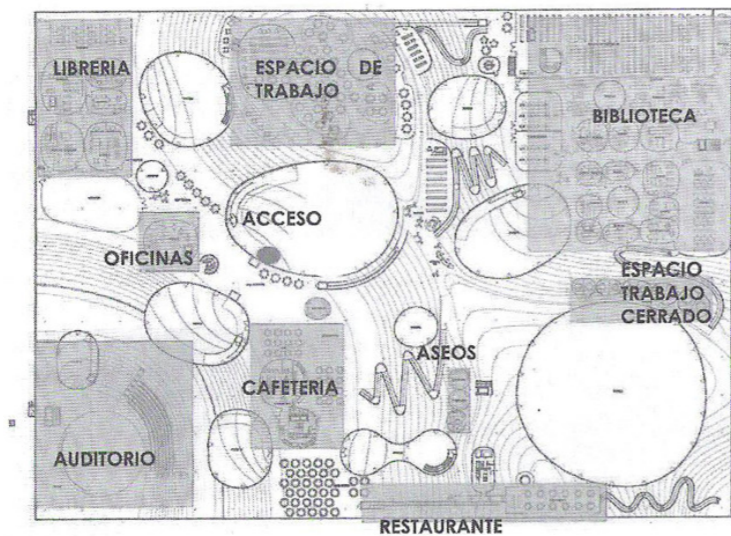 LIBRERIA
ESPACIO DE
TRABAJO
BIBLIOTECA
ACCESO
OFICINAS
ESPACIO
TRABAJO
CERRADO
ASEOS
CAFETERIA
AUDITORIO
RESTAURANTE